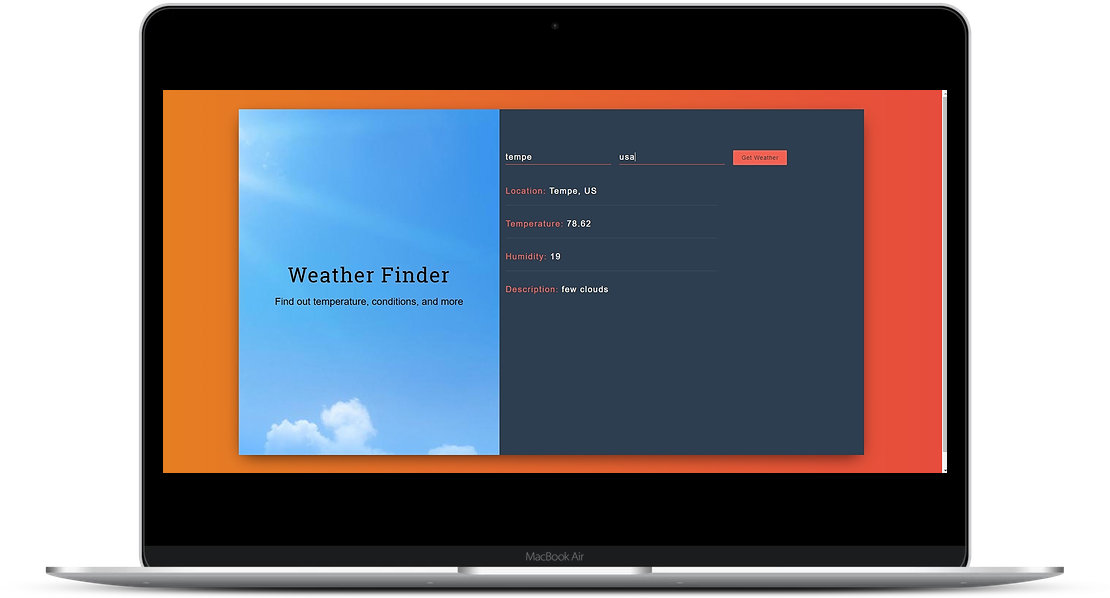 Weather Finder
Find out temperature, conditions, and more
tempe usa Get Weather
Location: Tempe, US
Temperature: 78.62
Humidity: 19
Description: few clouds
MacBook Air